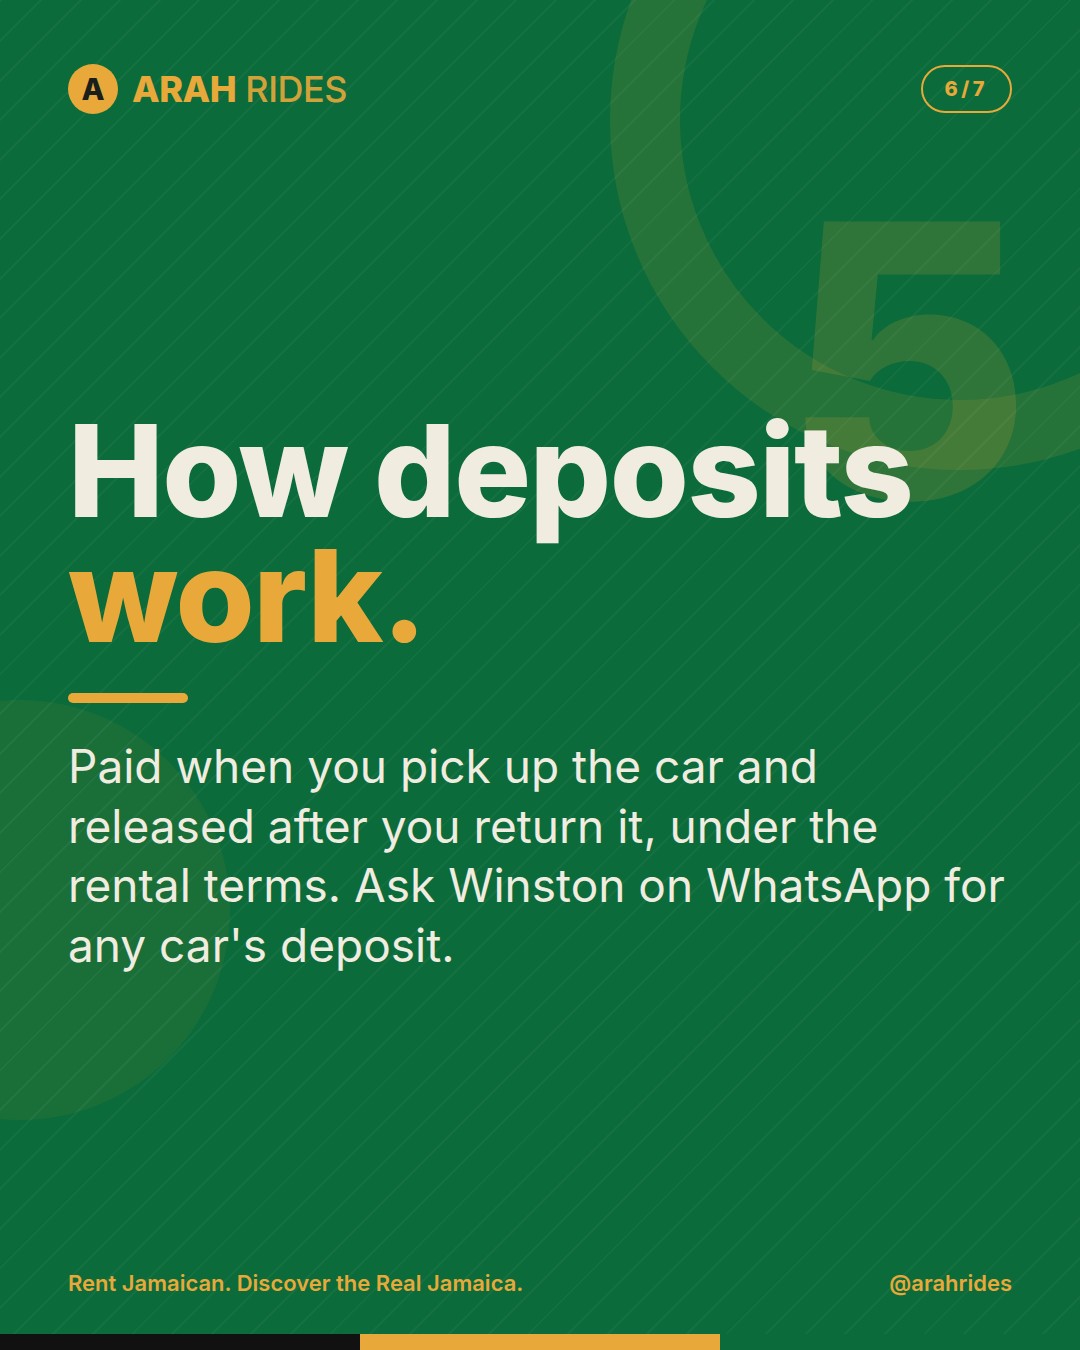 A ARAH RIDES
6/7
5
How deposits
work.
Paid when you pick up the car and
released after you return it, under the
rental terms. Ask Winston on WhatsApp for
any car's deposit.
Rent Jamaican. Discover the Real Jamaica.
@arahrides